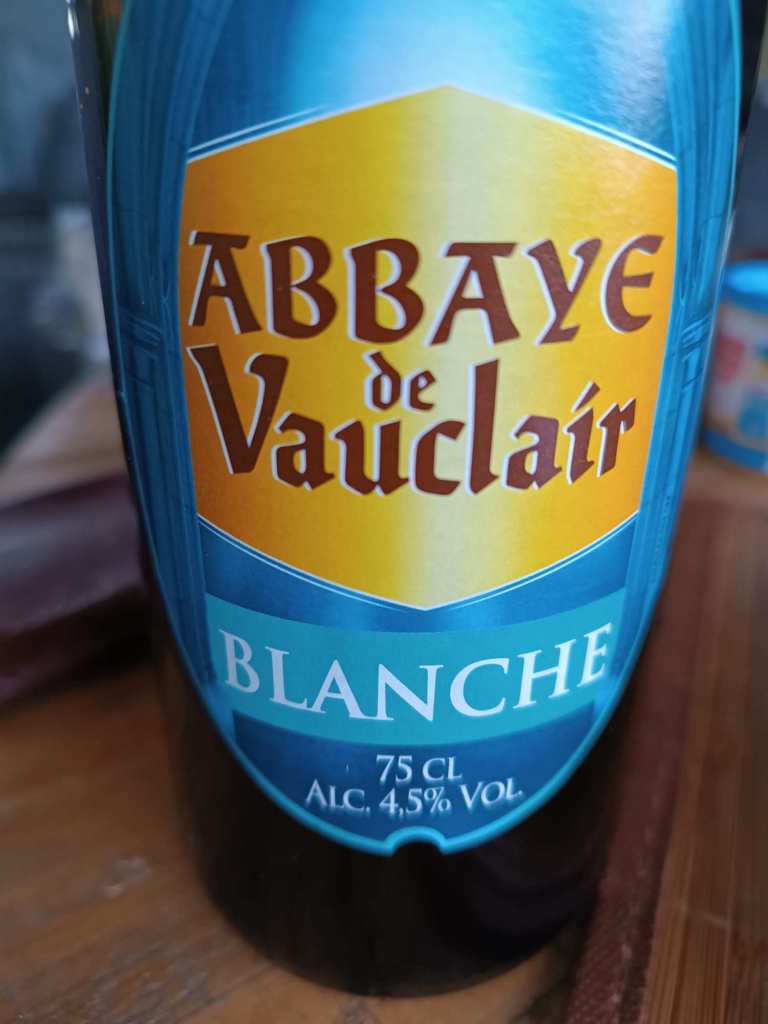 ABBAYE
de
Vauclair
BLANCHE
75 CL
ALC. 4,5% VOL.